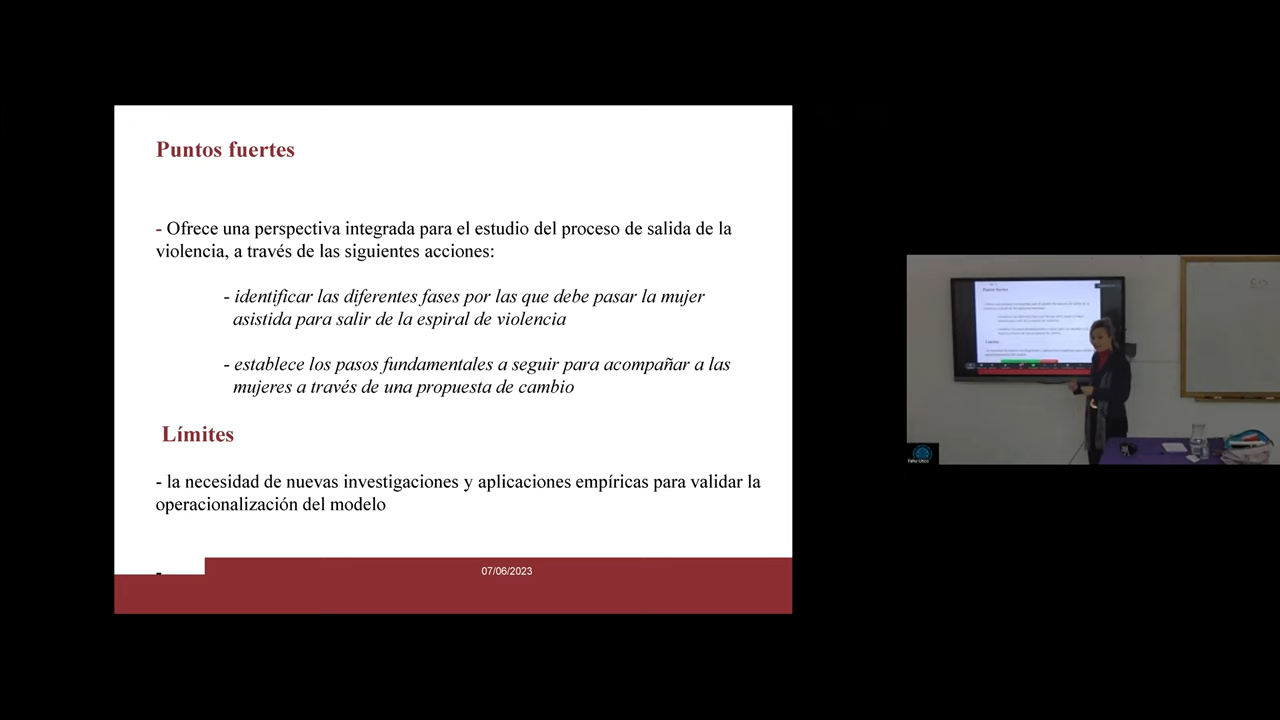 Puntos fuertes
- Ofrece una perspectiva integrada para el estudio del proceso de salida de la
violencia, a través de las siguientes acciones:
- identificar las diferentes fases por las que debe pasar la mujer
asistida para salir de la espiral de violencia
- establece los pasos fundamentales a seguir para acompañar a las
mujeres a través de una propuesta de cambio
Límites
- la necesidad de nuevas investigaciones y aplicaciones empíricas para validar la
operacionalización del modelo
-
07/06/2023